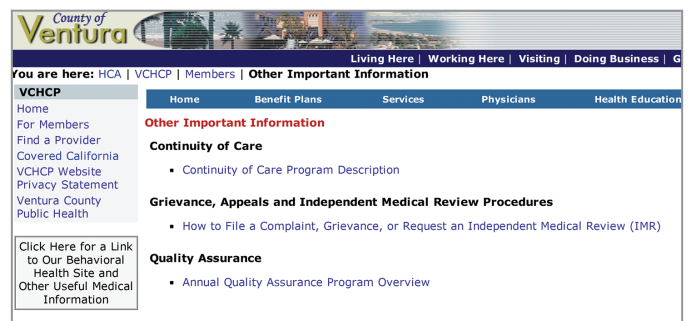 County of
Ventura
Living Here | Working Here | Visiting | Doing Business | G
You are here: HCA | VCHCP | Members | Other Important Information
VCHCP
Home
For Members
Find a Provider
Covered California
VCHCP Website
Privacy Statement
Ventura County
Public Health
Click Here for a Link
to Our Behavioral
Health Site and
Other Useful Medical
Information
Home Benefit Plans Services Physicians Health Education
Other Important Information
Continuity of Care
▪ Continuity of Care Program Description
Grievance, Appeals and Independent Medical Review Procedures
▪ How to File a Complaint, Grievance, or Request an Independent Medical Review (IMR)
Quality Assurance
▪ Annual Quality Assurance Program Overview